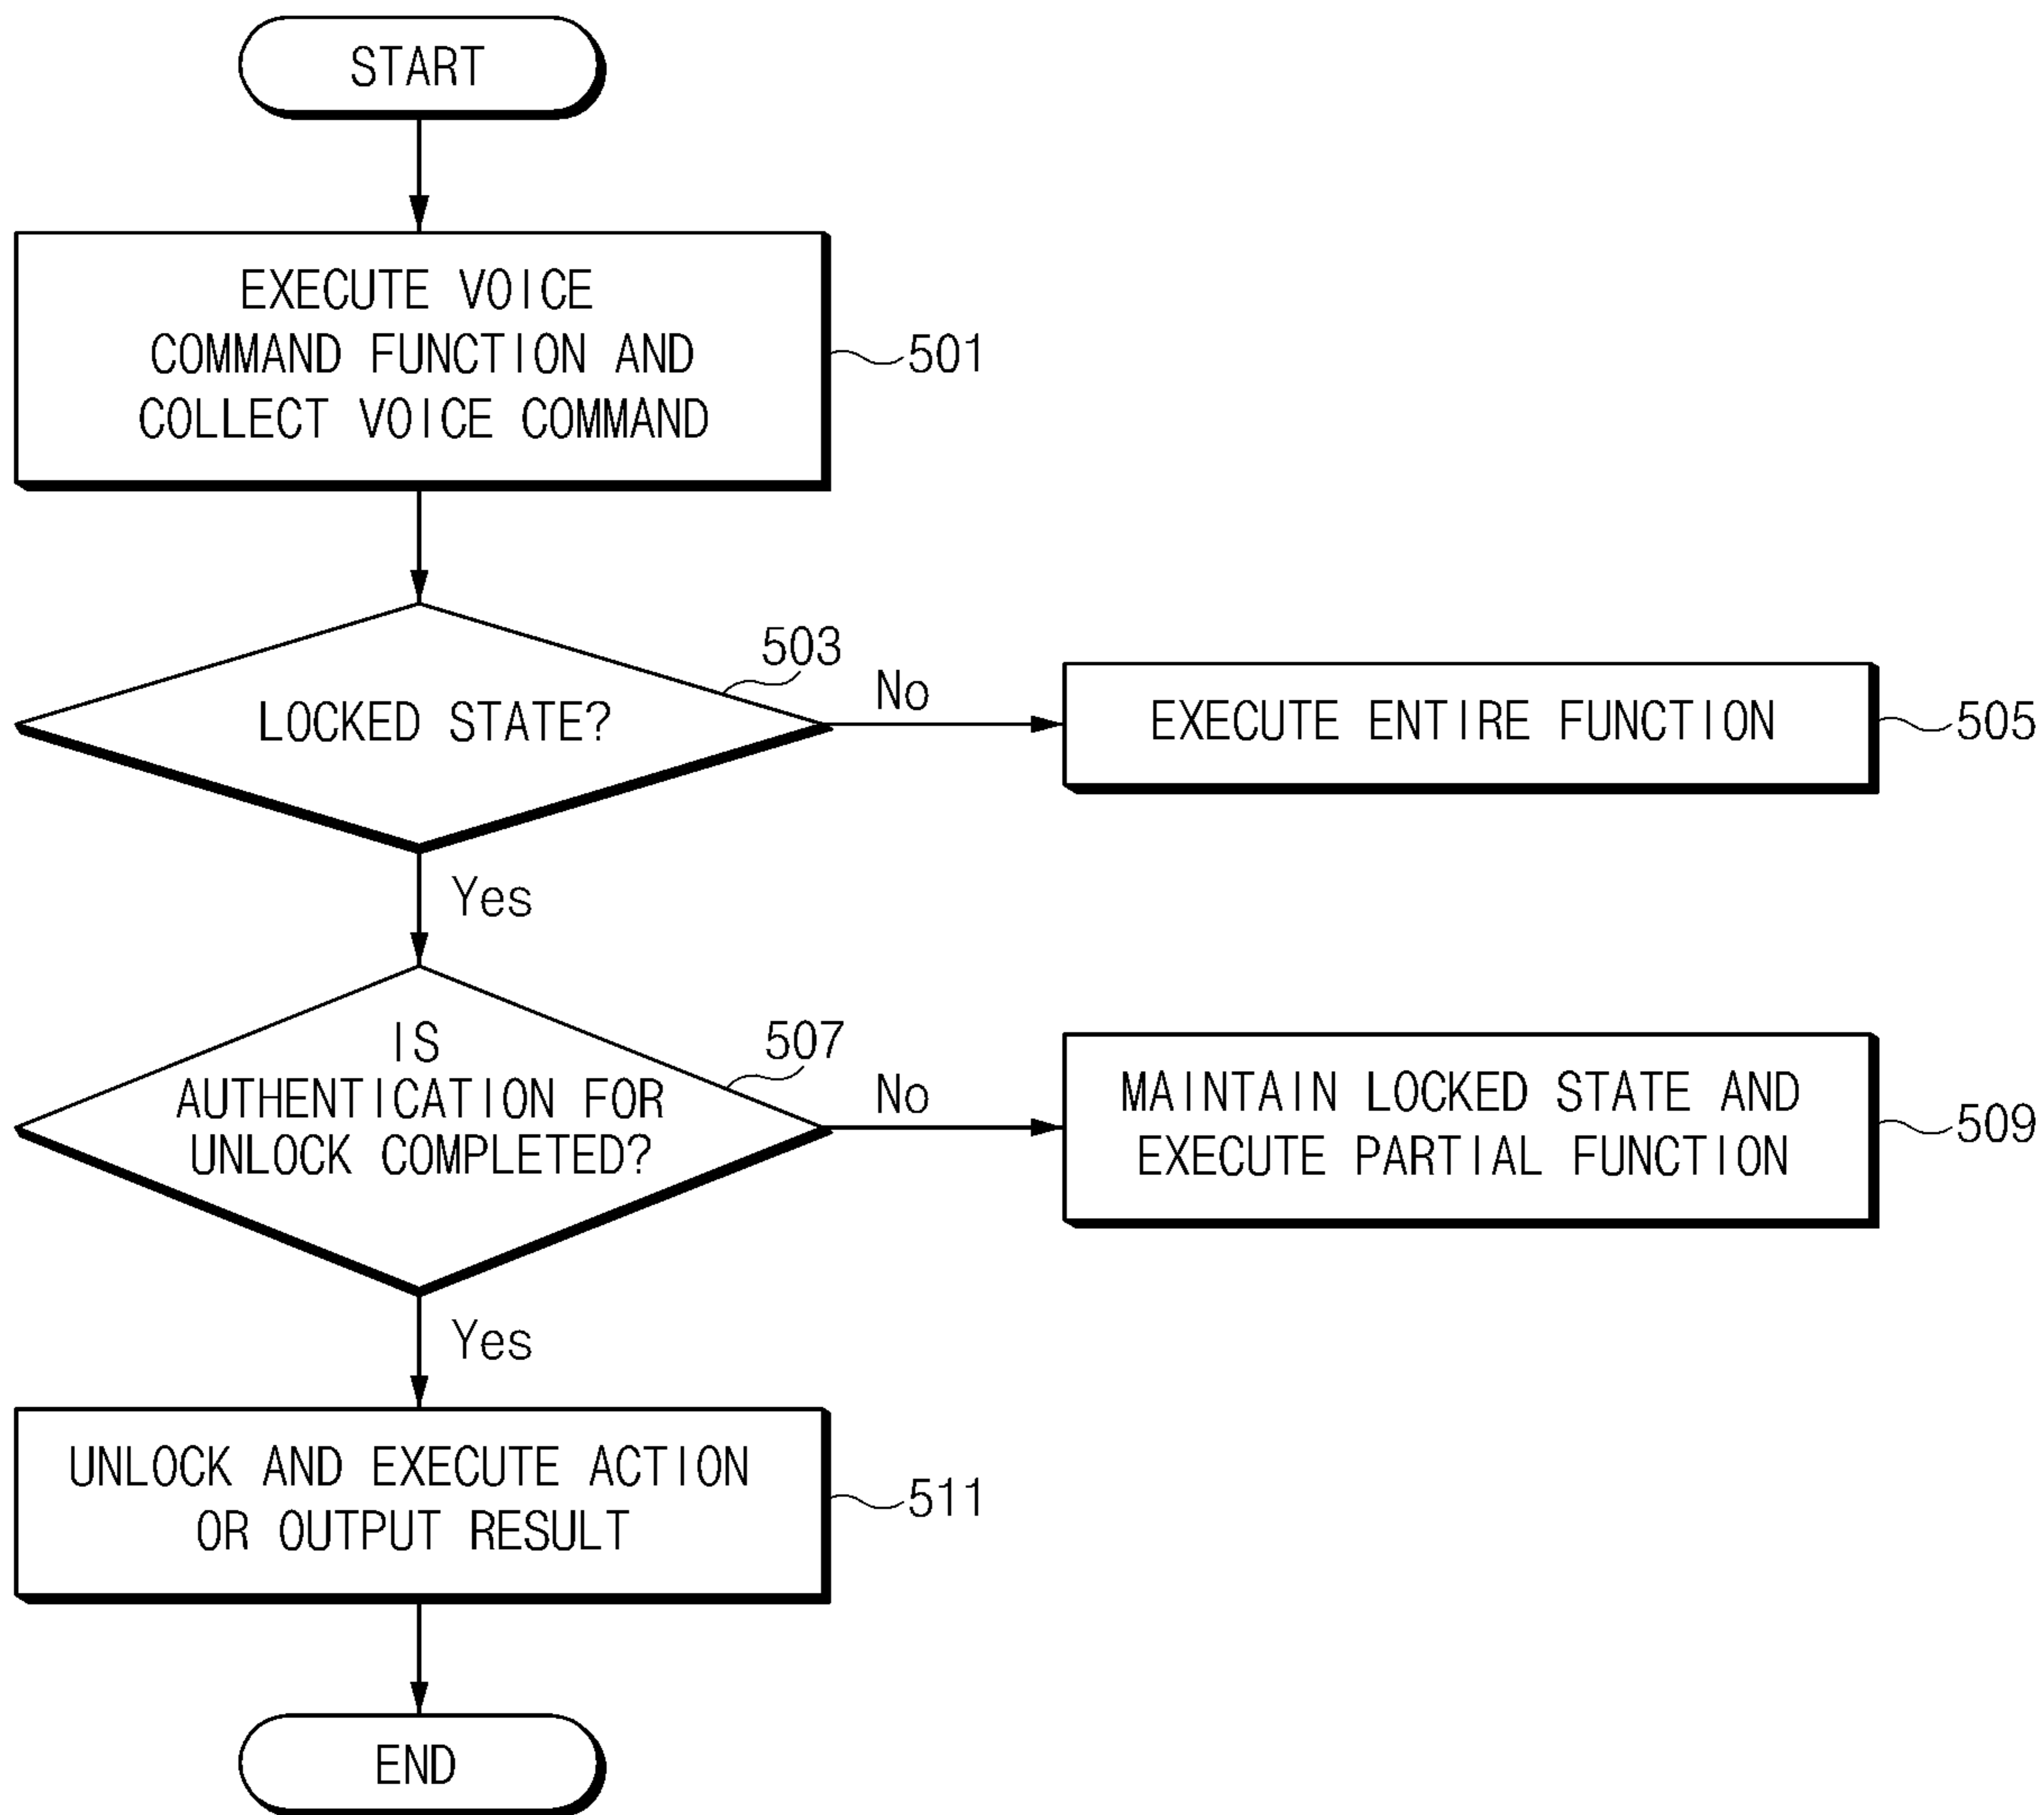 START
EXECUTE VOICE
COMMAND FUNCTION AND
COLLECT VOICE COMMAND
501
503
LOCKED STATE?
No
EXECUTE ENTIRE FUNCTION
505
Yes
IS
AUTHENTICATION FOR
UNLOCK COMPLETED?
507
No
MAINTAIN LOCKED STATE AND
EXECUTE PARTIAL FUNCTION
509
Yes
UNLOCK AND EXECUTE ACTION
OR OUTPUT RESULT
511
END